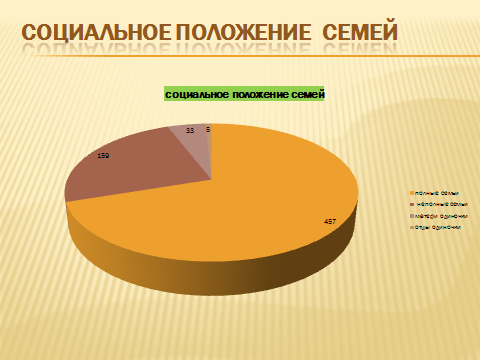 СОЦИАЛЬНОЕ ПОЛОЖЕНИЕ СЕМЕЙ
социальное положение семей
33
5
159
457
полные семьи
неполные семьи
матери одиночки
отцы одиночки